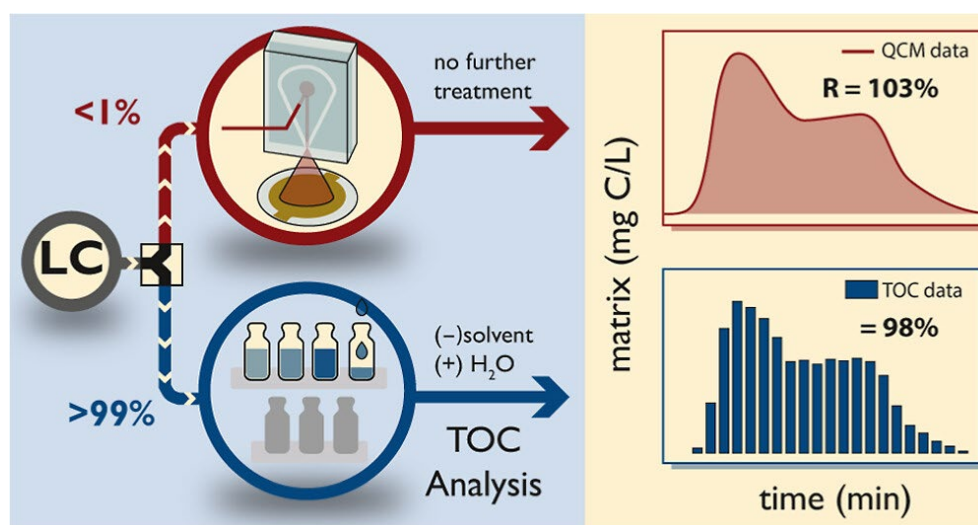 LC
<1%
>99%
no further
treatment
(−)solvent
(+) H₂O
TOC
Analysis
matrix (mg C/L)
QCM data
R = 103%
TOC data
= 98%
time (min)